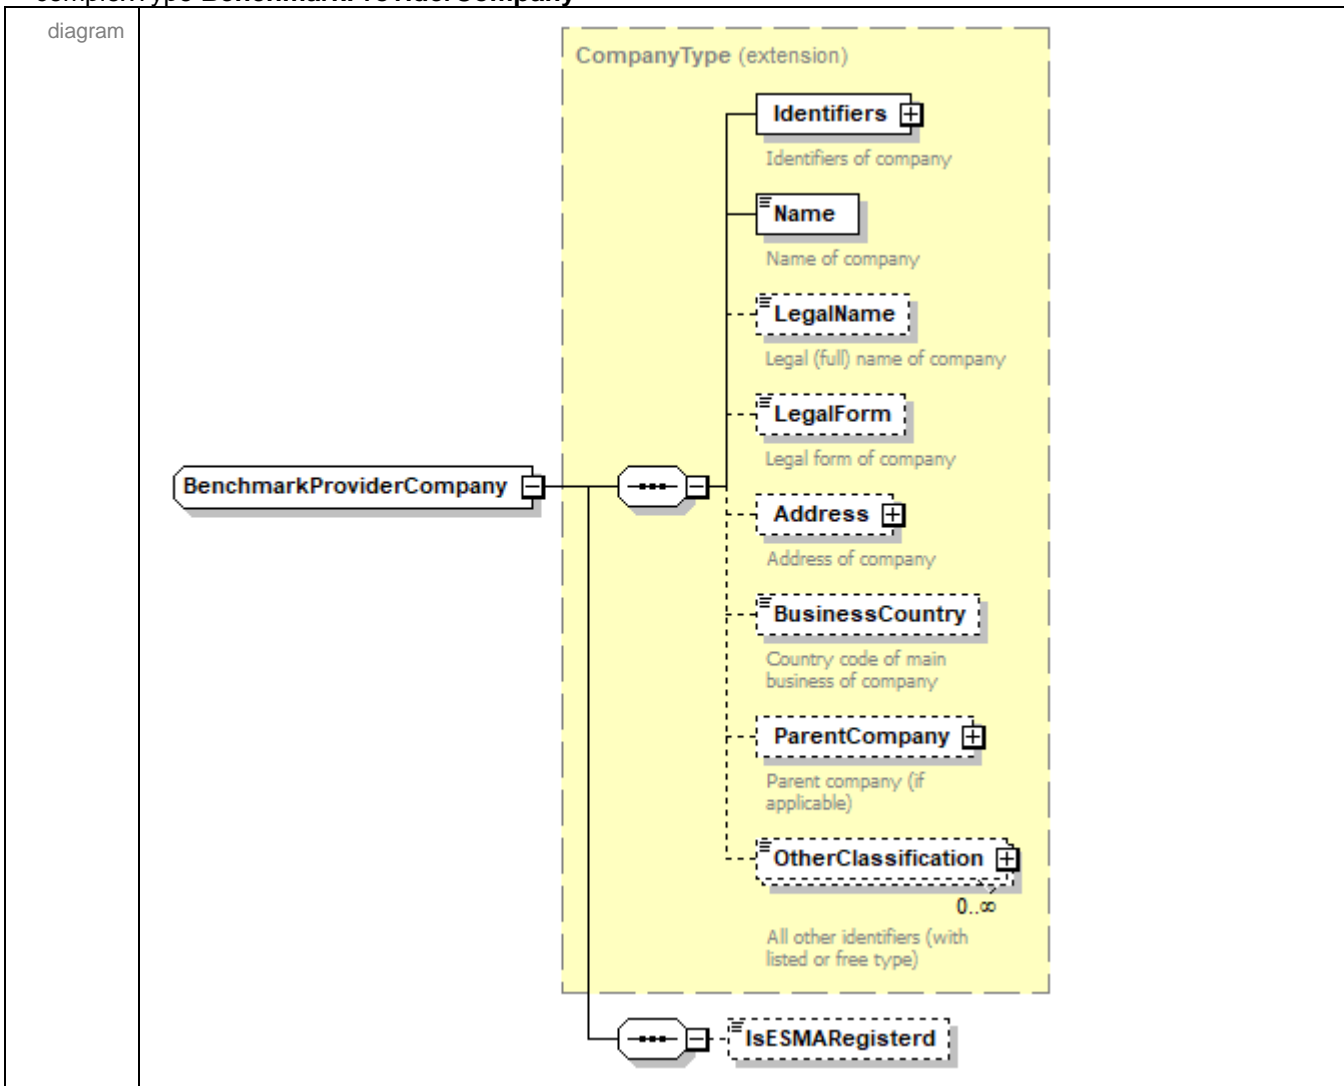 complexType BenchmarkProviderCompany
diagram
CompanyType (extension)
Identifiers
Identifiers of company
Name
Name of company
LegalName
Legal (full) name of company
LegalForm
Legal form of company
BenchmarkProviderCompany
Address
Address of company
BusinessCountry
Country code of main
business of company
ParentCompany
Parent company (if
applicable)
OtherClassification
0..∞
All other identifiers (with
listed or free type)
IsESMARegisterd